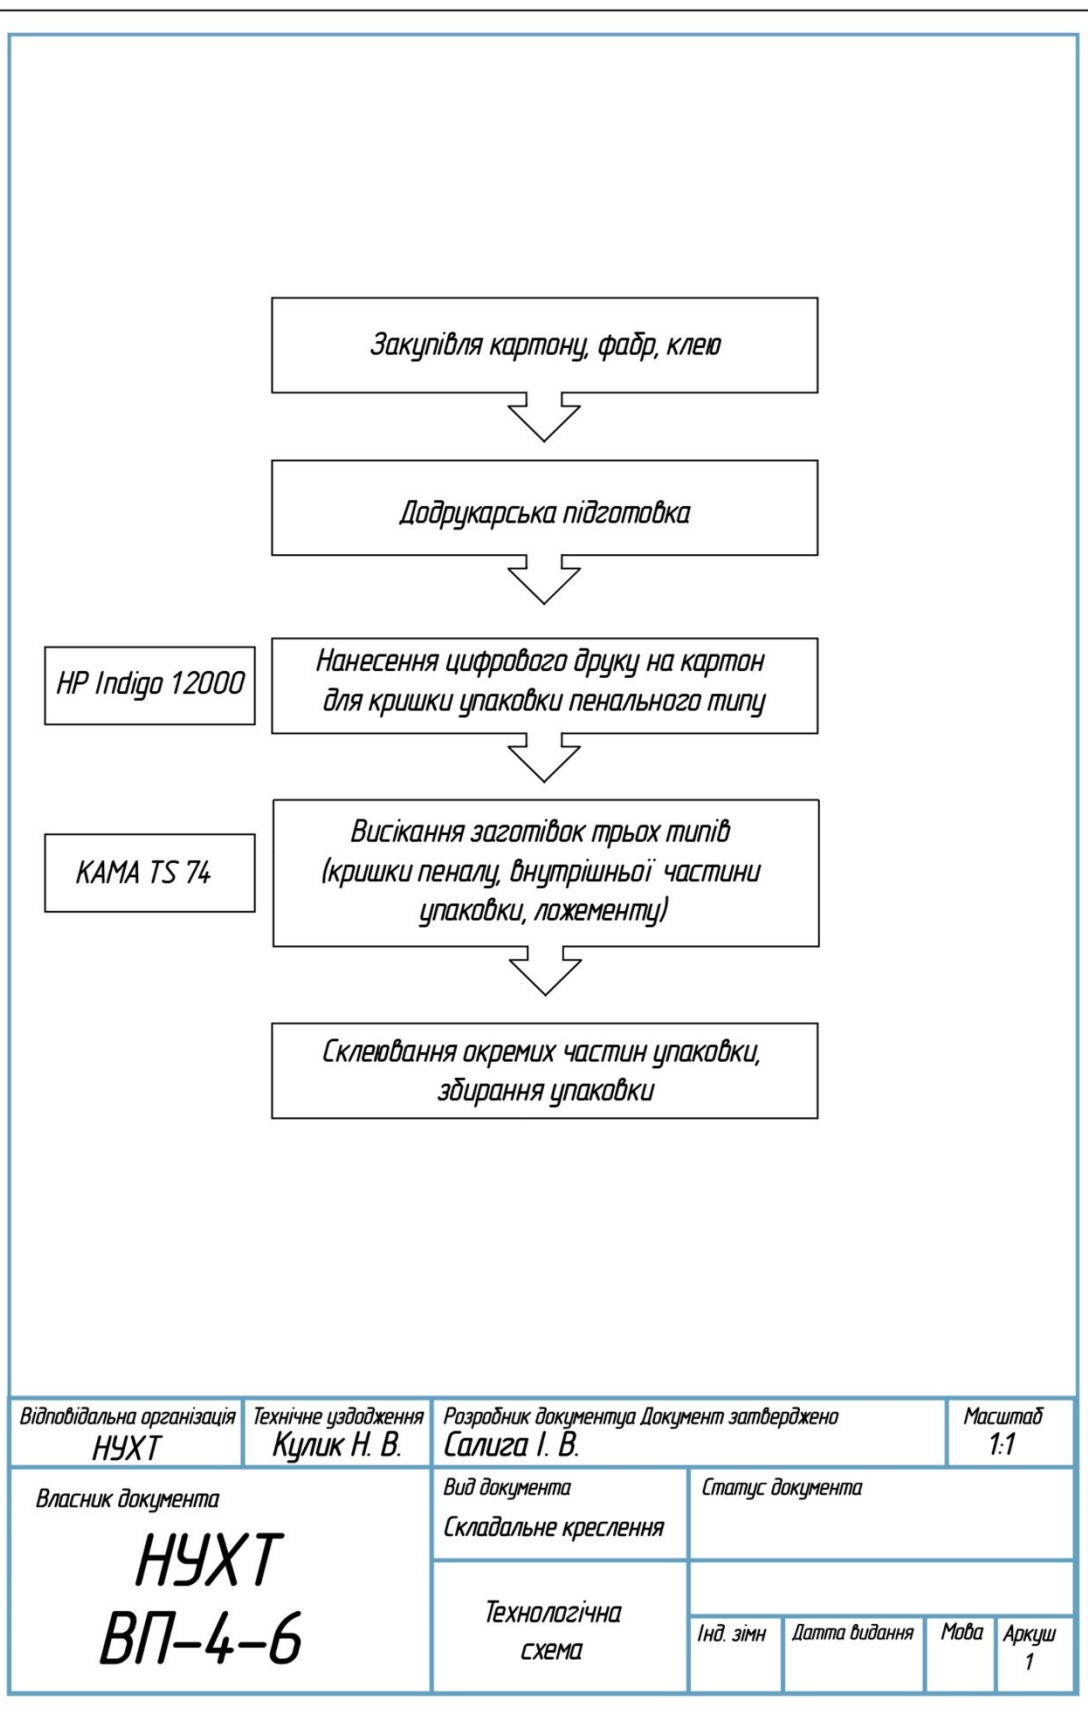 Закупівля картону, фабр, клею
Додрукарська підготовка
HP Indigo 12000
Нанесення цифрового друку на картон
для кришки упаковки пенального типу
KAMA TS 74
Висікання заготівок трьох типів
(кришки пеналу, внутрішньої частини
упаковки, ложементу)
Склеювання окремих частин упаковки,
збирання упаковки
Відповідальна організація
НУХТ
Технічне уздодження
Кулик Н. В.
Розробник документуа Документ затверджено
Салига І. В.
Масштаб
1:1
Власник документа
НУХТ
ВП-4-6
Вид документа
Складальне креслення
Статус документа
Технологічна
схема
Інд. зімн
Датта видання
Мова
Аркуш
1